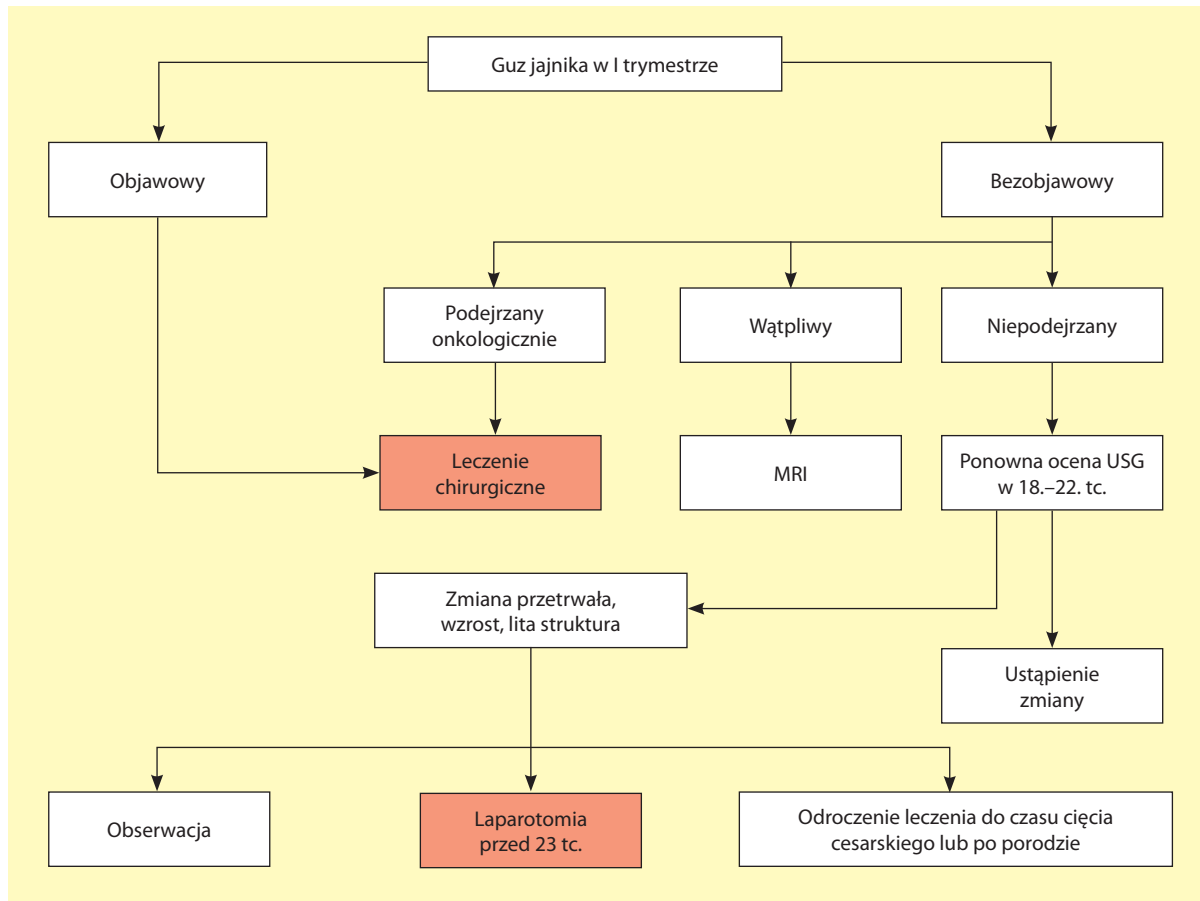 Guz jajnika w I trymestrze
Objawowy
Bezobjawowy
Podejrzany
onkologicznie
Wątpliwy
Niepodejrzany
Leczenie
chirurgiczne
MRI
Ponowna ocena USG
w 18.–22. tc.
Zmiana przetrwała,
wzrost, lita struktura
Ustąpienie
zmiany
Obserwacja
Laparotomia
przed 23 tc.
Odroczenie leczenia do czasu cięcia
cesarskiego lub po porodzie